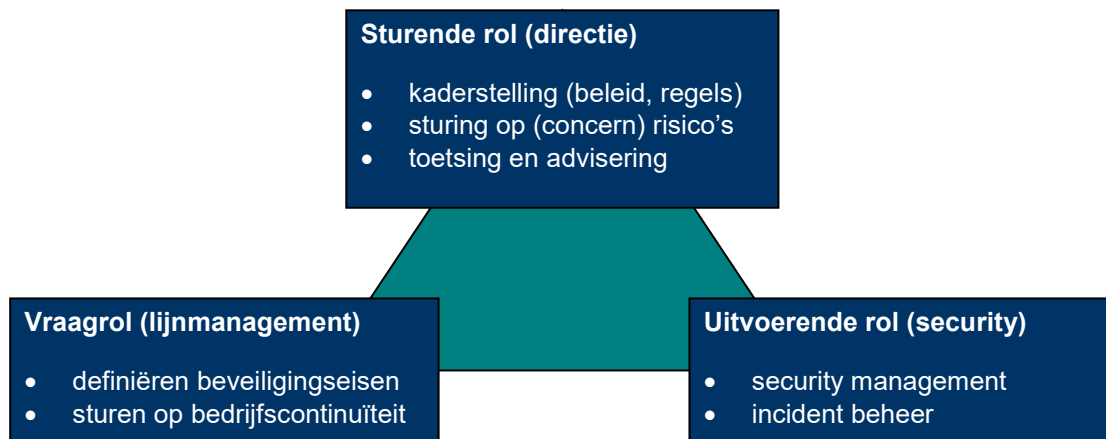 Sturende rol (directie)
• kaderstelling (beleid, regels)
• sturing op (concern) risico’s
• toetsing en advisering
Vraagrol (lijnmanagement)
• definiëren beveiligingseisen
• sturen op bedrijfscontinuïteit
Uitvoerende rol (security)
• security management
• incident beheer